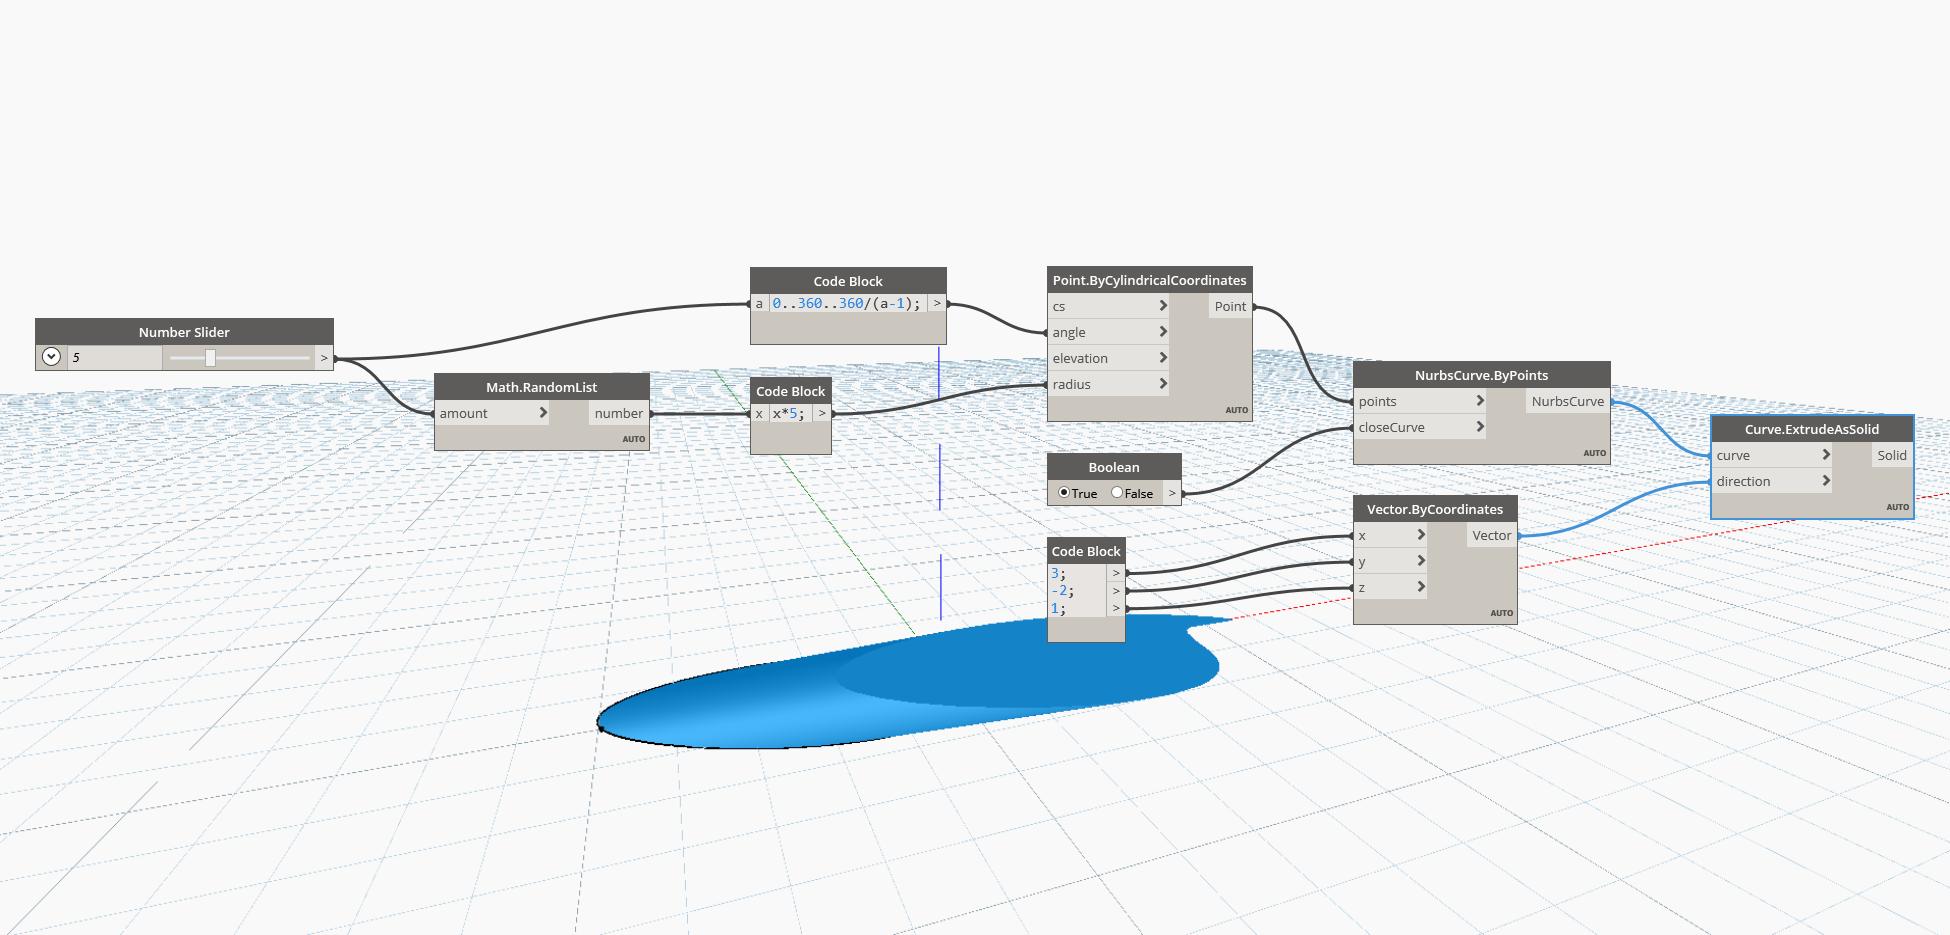 Number Slider
5 >
Math.RandomList
amount > number
AUTO
Code Block
a 0..360..360/(a-1); >
Code Block
x x*5; >
Point.ByCylindricalCoordinates
cs > Point
angle >
elevation >
radius >
AUTO
Boolean
True False >
Code Block
3; >
-2; >
1; >
NurbsCurve.ByPoints
points > NurbsCurve
closeCurve >
AUTO
Vector.ByCoordinates
x > Vector
y >
z >
AUTO
Curve.ExtrudeAsSolid
curve > Solid
direction >
AUTO